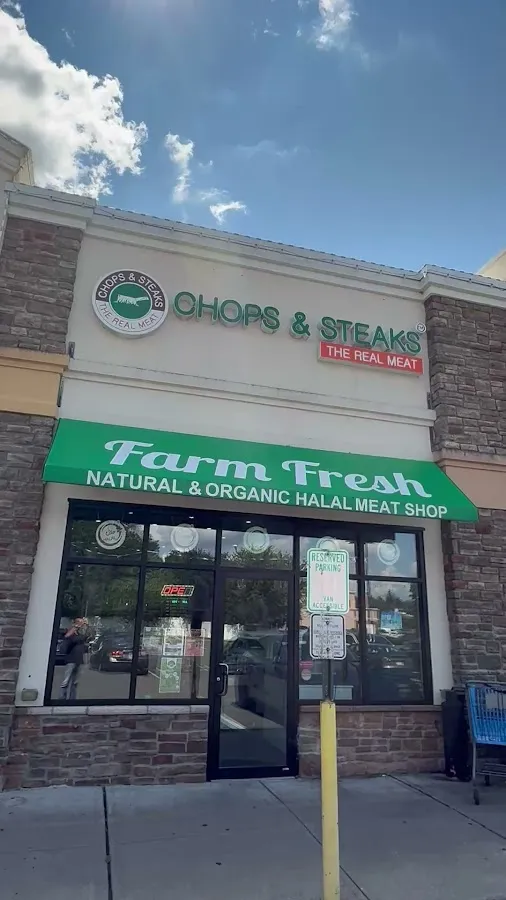 CHOPS & STEAKS
THE REAL MEAT
CHOPS & STEAKS
THE REAL MEAT
Farm Fresh
NATURAL & ORGANIC HALAL MEAT SHOP
RESERVED
PARKING
VAN
ACCESSIBLE
OPEN